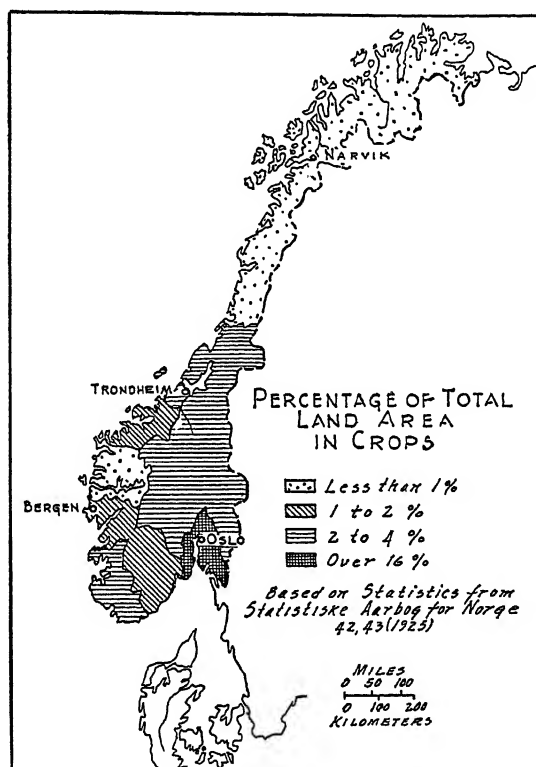 NARVIK
TRONDHEIM
PERCENTAGE OF TOTAL
LAND AREA
IN CROPS
BERGEN
Less than 1%
1 to 2 %
2 to 4 %
OSLO
Over 16 %
Based on Statistics from
Statistiske Aarbog for Norge
42, 43 (1925)
MILES
0 50 100
0 100 200
KILOMETERS